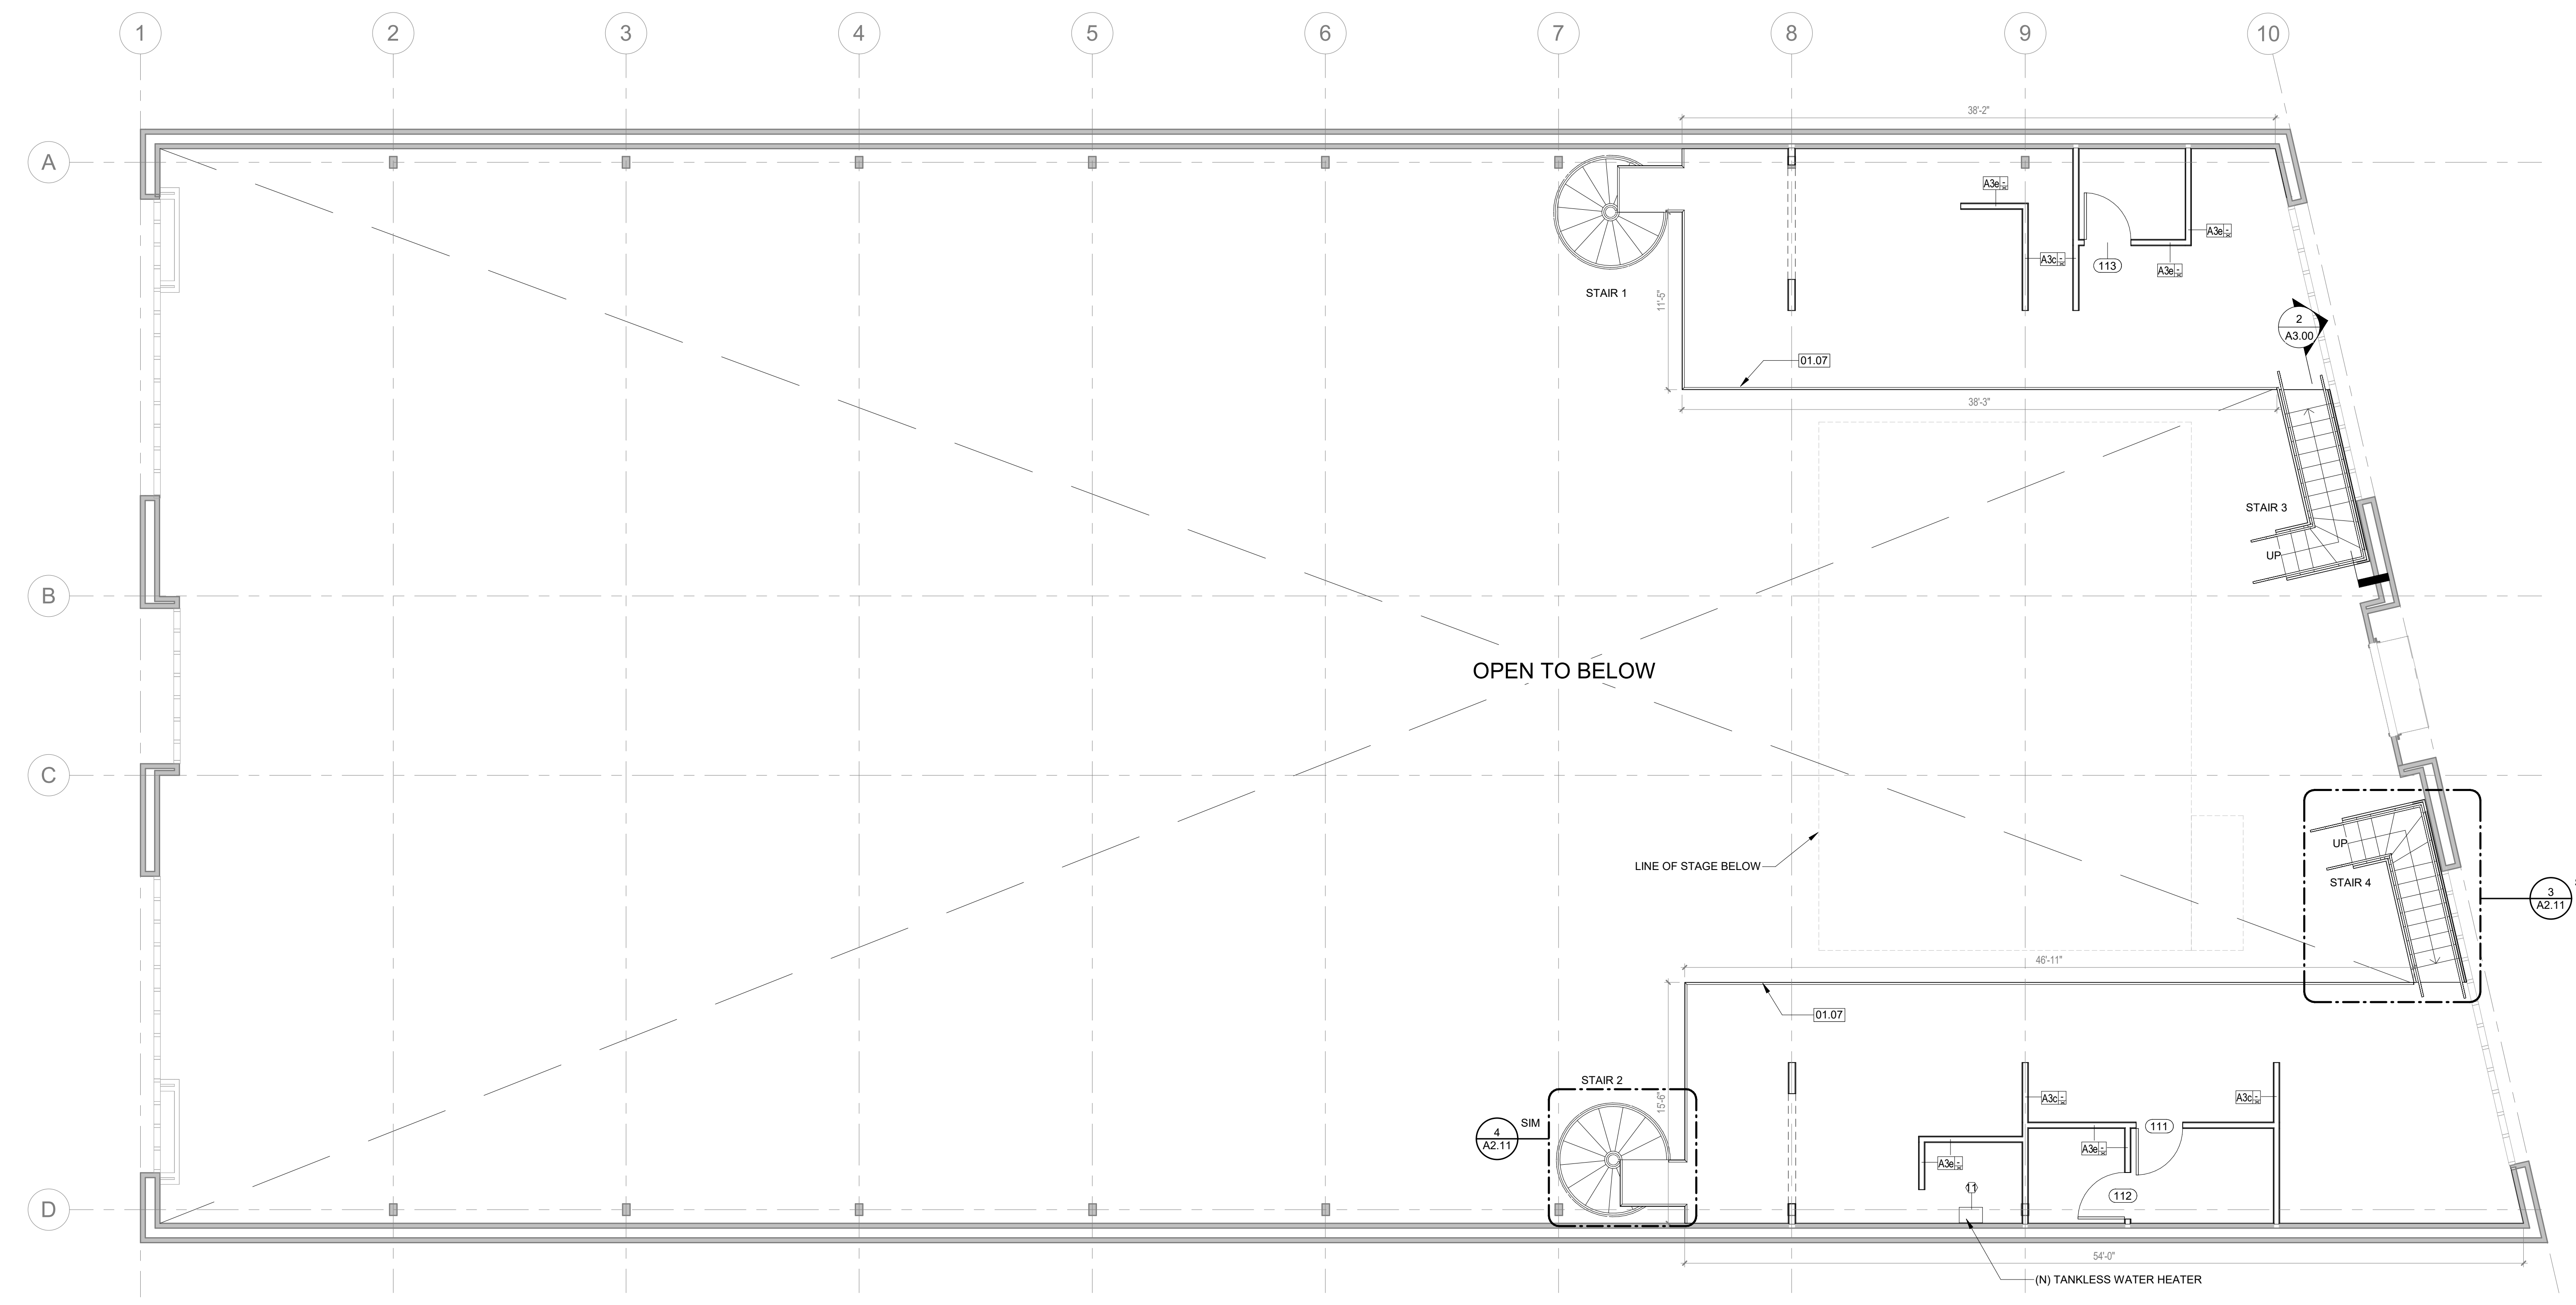 1 2 3 4 5 6 7 8 9 10
38'-2"
A
A3e
A3e
A3c
113
A3e
STAIR 1
11'-5"
2
A3.00
01.07
38'-3"
STAIR 3
UP
B
OPEN TO BELOW
C
UP
LINE OF STAGE BELOW
STAIR 4
3
A2.11
46'-11"
01.07
STAIR 2
15'-6"
A3c
A3c
SIM
4
A2.11
111
A3e
A3e
11
112
D
54'-0"
(N) TANKLESS WATER HEATER